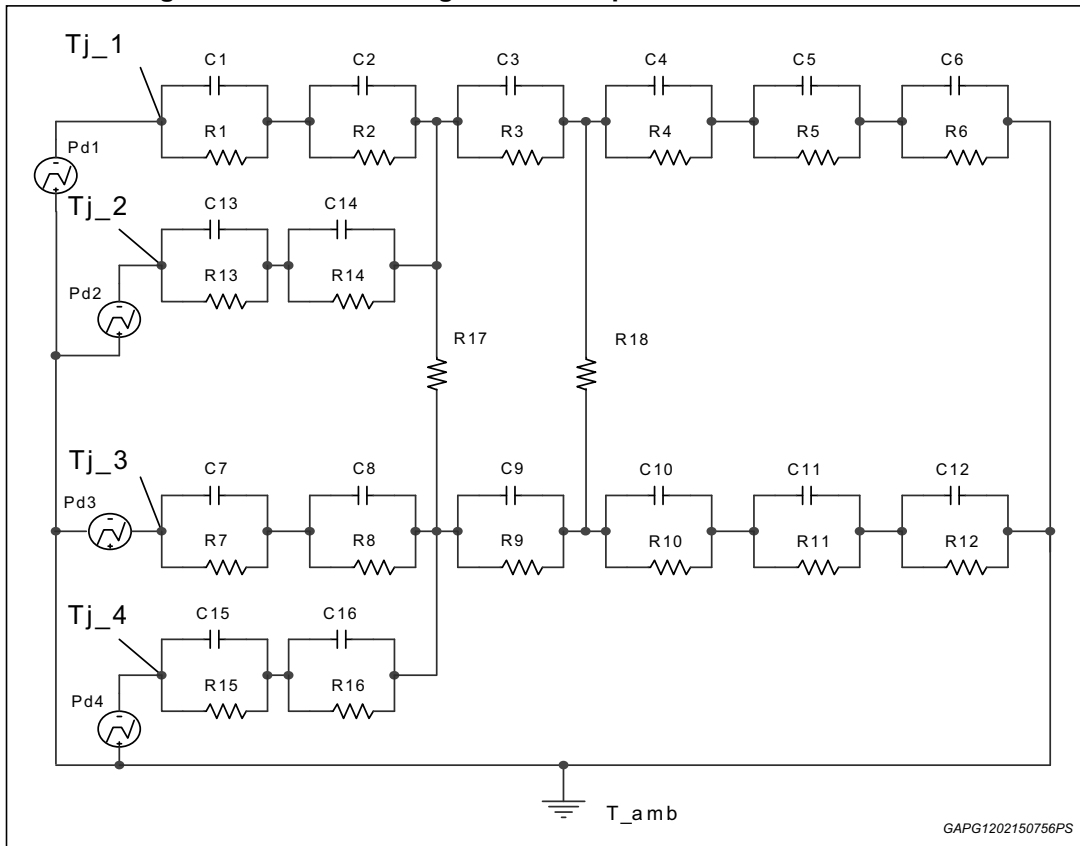 Tj_1
C1 C2 C3 C4 C5 C6
R1 R2 R3 R4 R5 R6
Pd1
Tj_2
C13 C14
R13 R14
Pd2
R17 R18
Tj_3
C7 C8 C9 C10 C11 C12
Pd3
R7 R8 R9 R10 R11 R12
Tj_4
C15 C16
R15 R16
Pd4
T_amb
GAPG1202150756PS